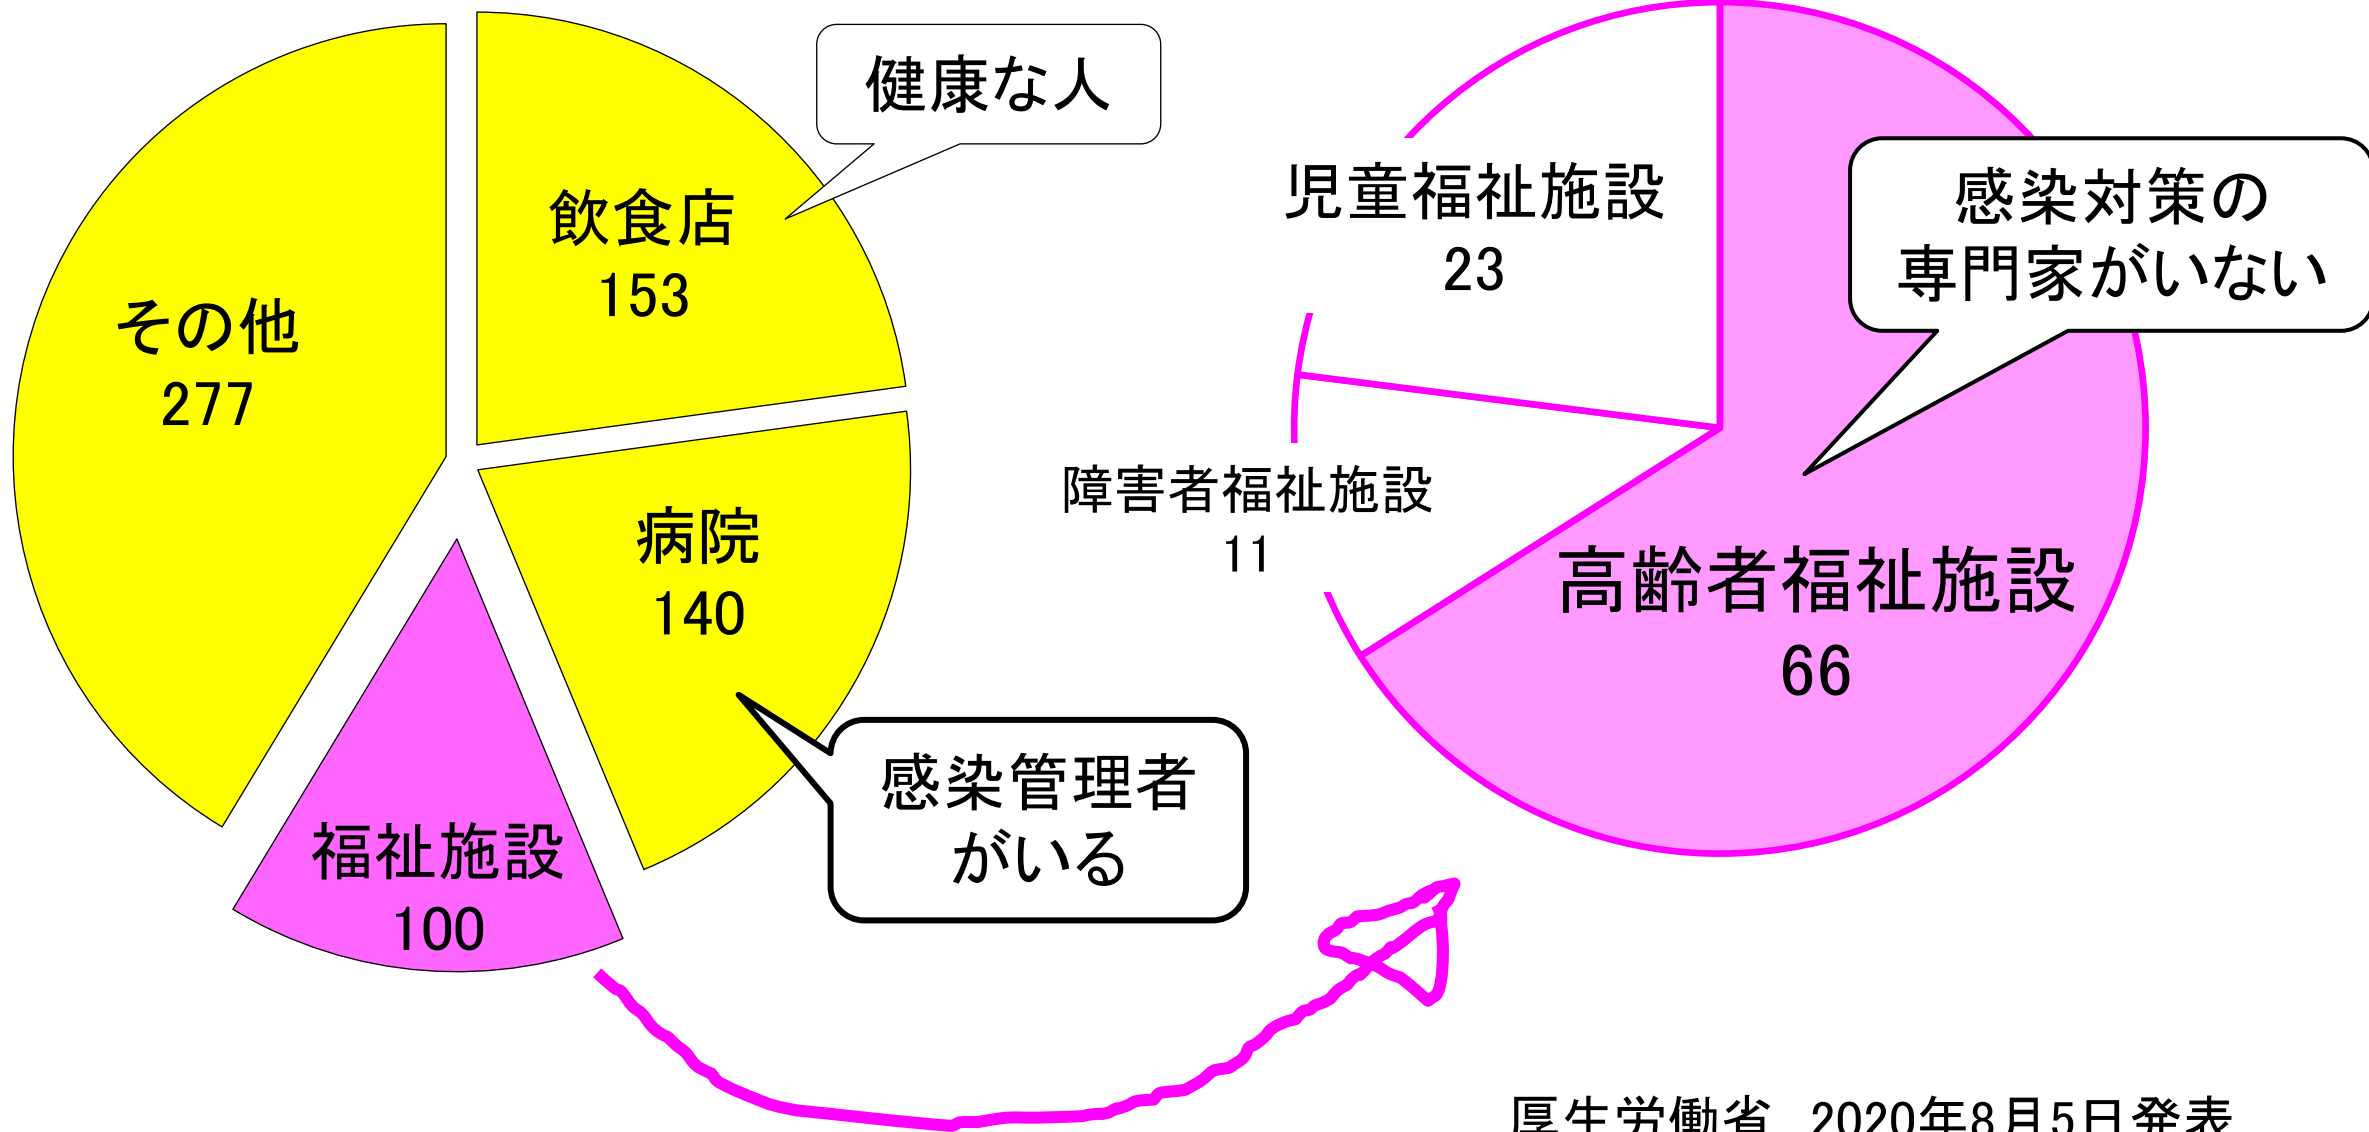 健康な人
飲食店
153
その他
277
病院
140
感染管理者
がいる
福祉施設
100
児童福祉施設
23
感染対策の
専門家がいない
障害者福祉施設
11
高齢者福祉施設
66
厚生労働省 2020年8月5日発表